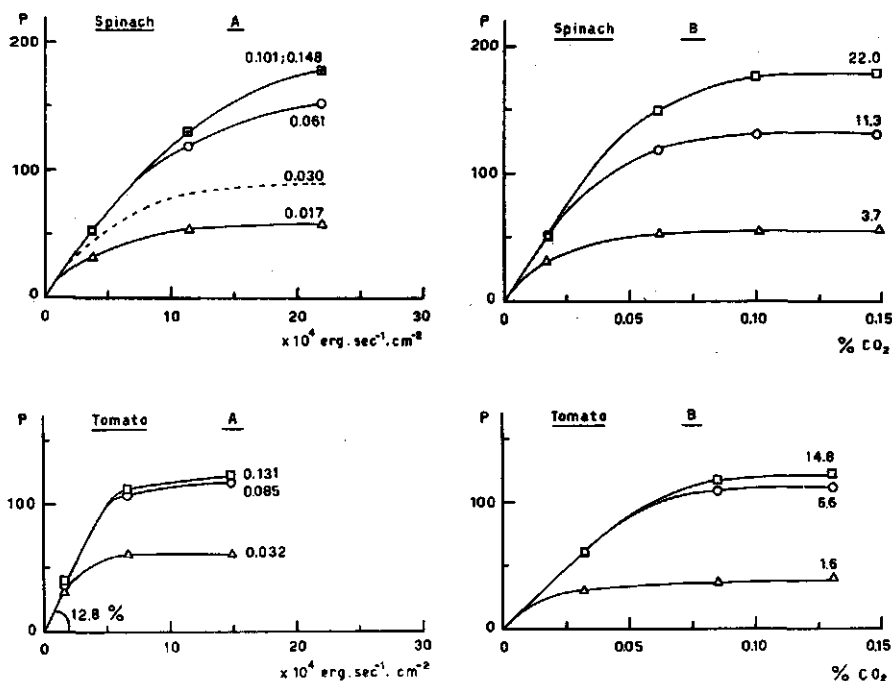 P Spinach A
200
100
0
0.101;0.148
0.061
0.030
0.017
0 10 20 30
x 10⁴ erg.sec⁻¹.cm⁻²
P Spinach B
200
100
0
22.0
11.3
3.7
0 0.05 0.10 0.15
% CO₂
P Tomato A
100
0
0.131
0.085
0.032
12.8 %
0 10 20 30
x 10⁴ erg.sec⁻¹.cm⁻²
P Tomato B
100
0
14.8
6.6
1.6
0 0.05 0.10 0.15
% CO₂